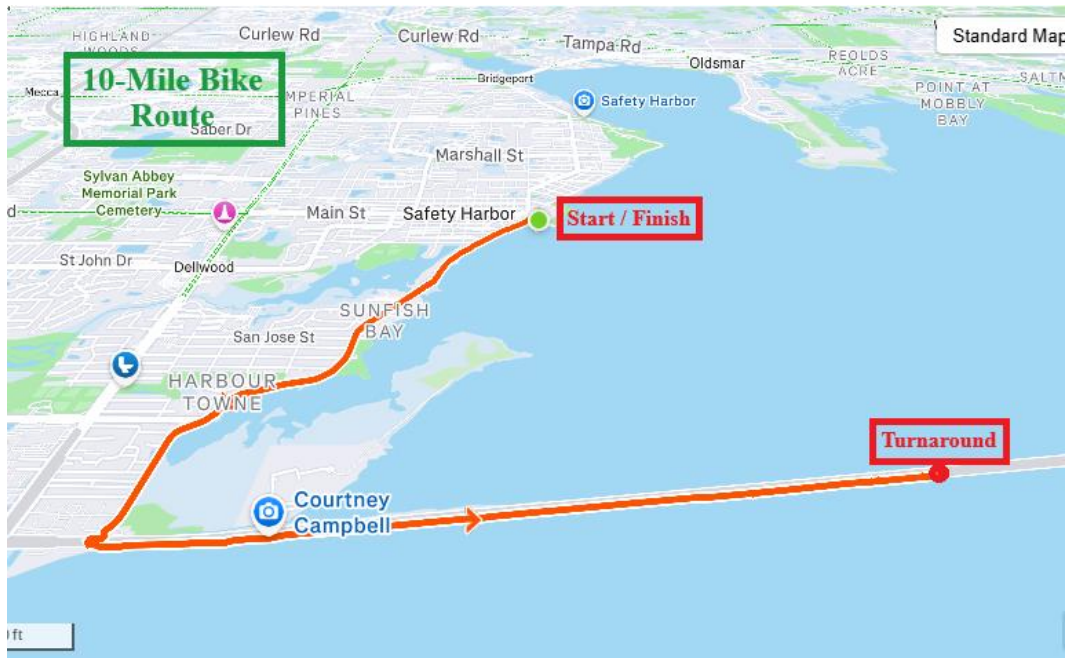 HIGHLAND
WOODS
Curlew Rd
Curlew Rd
Tampa Rd
Standard Map
10-Mile Bike
Route
Mecca
Saber Dr
MPERIAL
PINES
Bridgeport
Oldsmar
REOLDS
ACRE
SALTM
POINT AT
MOBBLY
BAY
Safety Harbor
Marshall St
Sylvan Abbey
Memorial Park
Cemetery
d
Main St
Safety Harbor
Start / Finish
St John Dr
Dellwood
SUNFISH
BAY
San Jose St
HARBOUR
TOWNE
Turnaround
Courtney
Campbell
ft